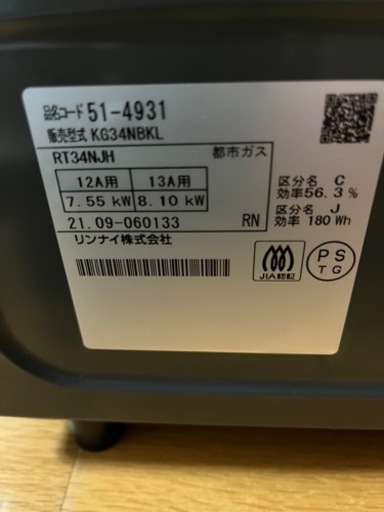 品名コード 51-4931
販売型式 KG34NBKL
RT34NJH 都市ガス
12A用 13A用
7.55 kW 8.10 kW
21.09-060133 RN
リンナイ株式会社
区分名 C
効率56.3%
区分名 J
効率 180 Wh
JIA認証
PS
TG